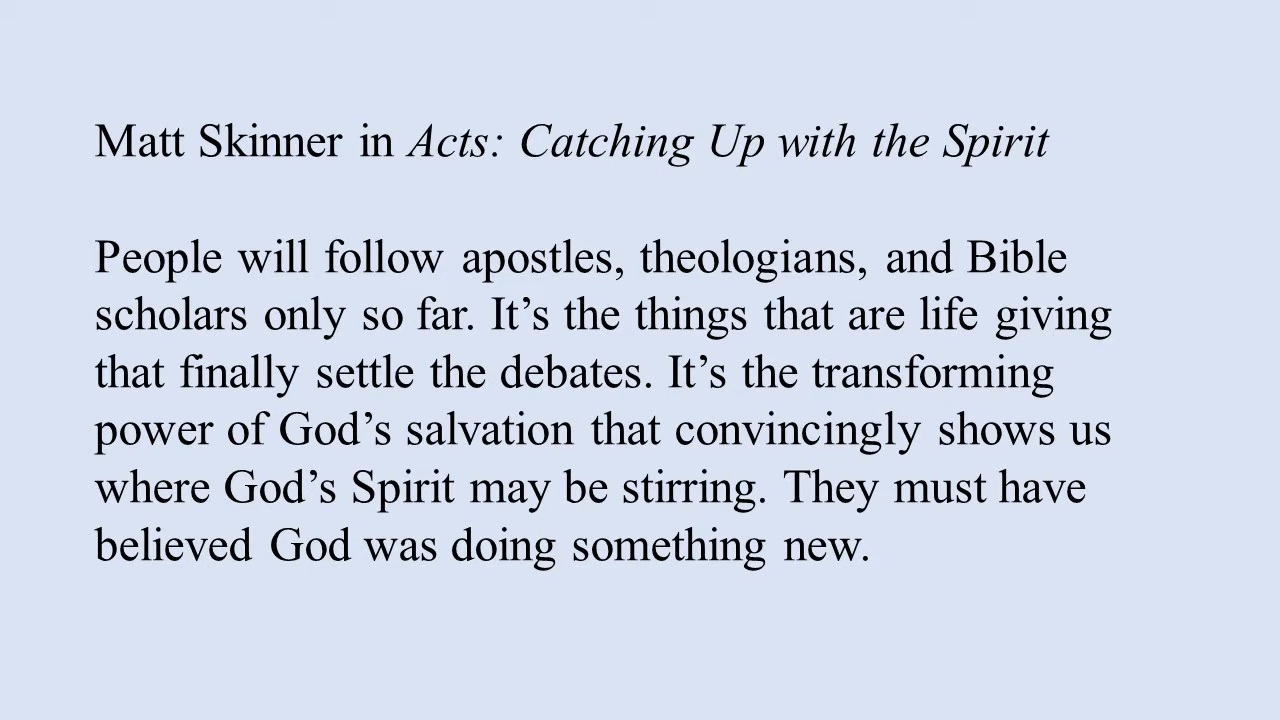 Matt Skinner in Acts: Catching Up with the Spirit
People will follow apostles, theologians, and Bible
scholars only so far. It’s the things that are life giving
that finally settle the debates. It’s the transforming
power of God’s salvation that convincingly shows us
where God’s Spirit may be stirring. They must have
believed God was doing something new.